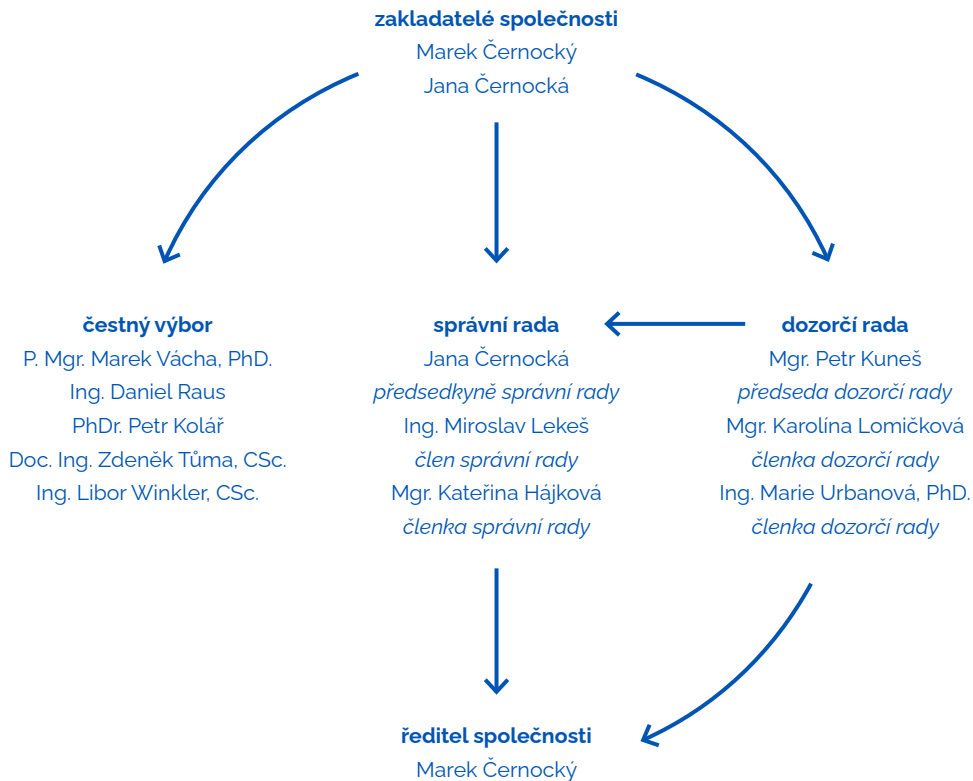 zakladatelé společnosti
Marek Černocký
Jana Černocká
čestný výbor
P. Mgr. Marek Vácha, PhD.
Ing. Daniel Raus
PhDr. Petr Kolář
Doc. Ing. Zdeněk Tůma, CSc.
Ing. Libor Winkler, CSc.
správní rada
Jana Černocká
předsedkyně správní rady
Ing. Miroslav Lekeš
člen správní rady
Mgr. Kateřina Hájková
členka správní rady
dozorčí rada
Mgr. Petr Kuneš
předseda dozorčí rady
Mgr. Karolína Lomičková
členka dozorčí rady
Ing. Marie Urbanová, PhD.
členka dozorčí rady
ředitel společnosti
Marek Černocký